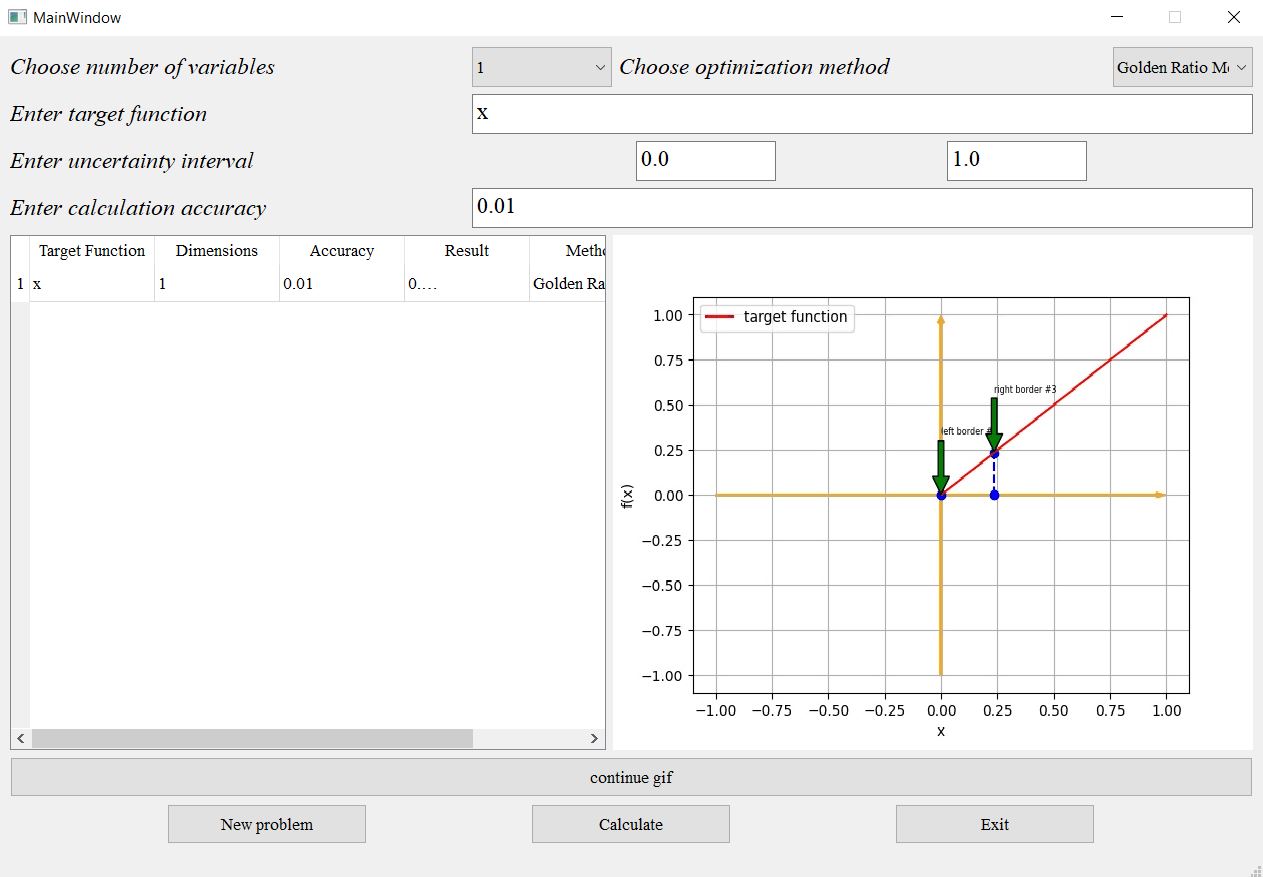 MainWindow
Choose number of variables 1 Choose optimization method Golden Ratio M
Enter target function x
Enter uncertainty interval 0.0 1.0
Enter calculation accuracy 0.01
Target Function Dimensions Accuracy Result Metho
1 x 1 0.01 0.... Golden Ra
target function
1.00
0.75
0.50
0.25
0.00
−0.25
−0.50
−0.75
−1.00
right border #3
left border #
f(x)
−1.00 −0.75 −0.50 −0.25 0.00 0.25 0.50 0.75 1.00
x
continue gif
New problem Calculate Exit